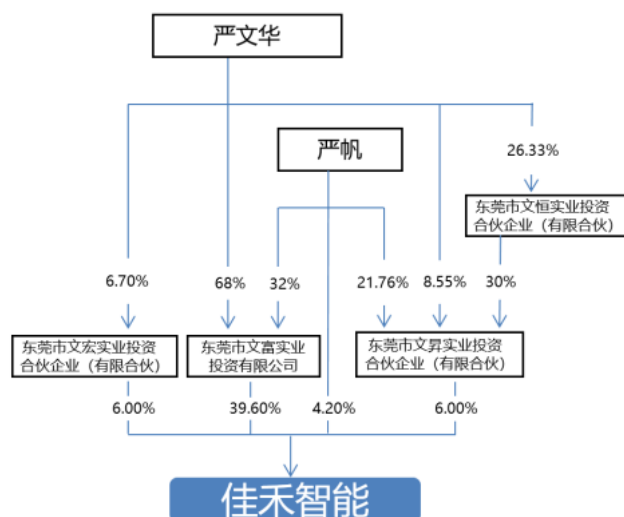 严文华
严帆
26.33%
东莞市文恒实业投资
合伙企业（有限合伙）
6.70%
68%
32%
21.76%
8.55%
30%
东莞市文宏实业投资
合伙企业（有限合伙）
东莞市文富实业
投资有限公司
东莞市文昇实业投资
合伙企业（有限合伙）
6.00%
39.60%
4.20%
6.00%
佳禾智能